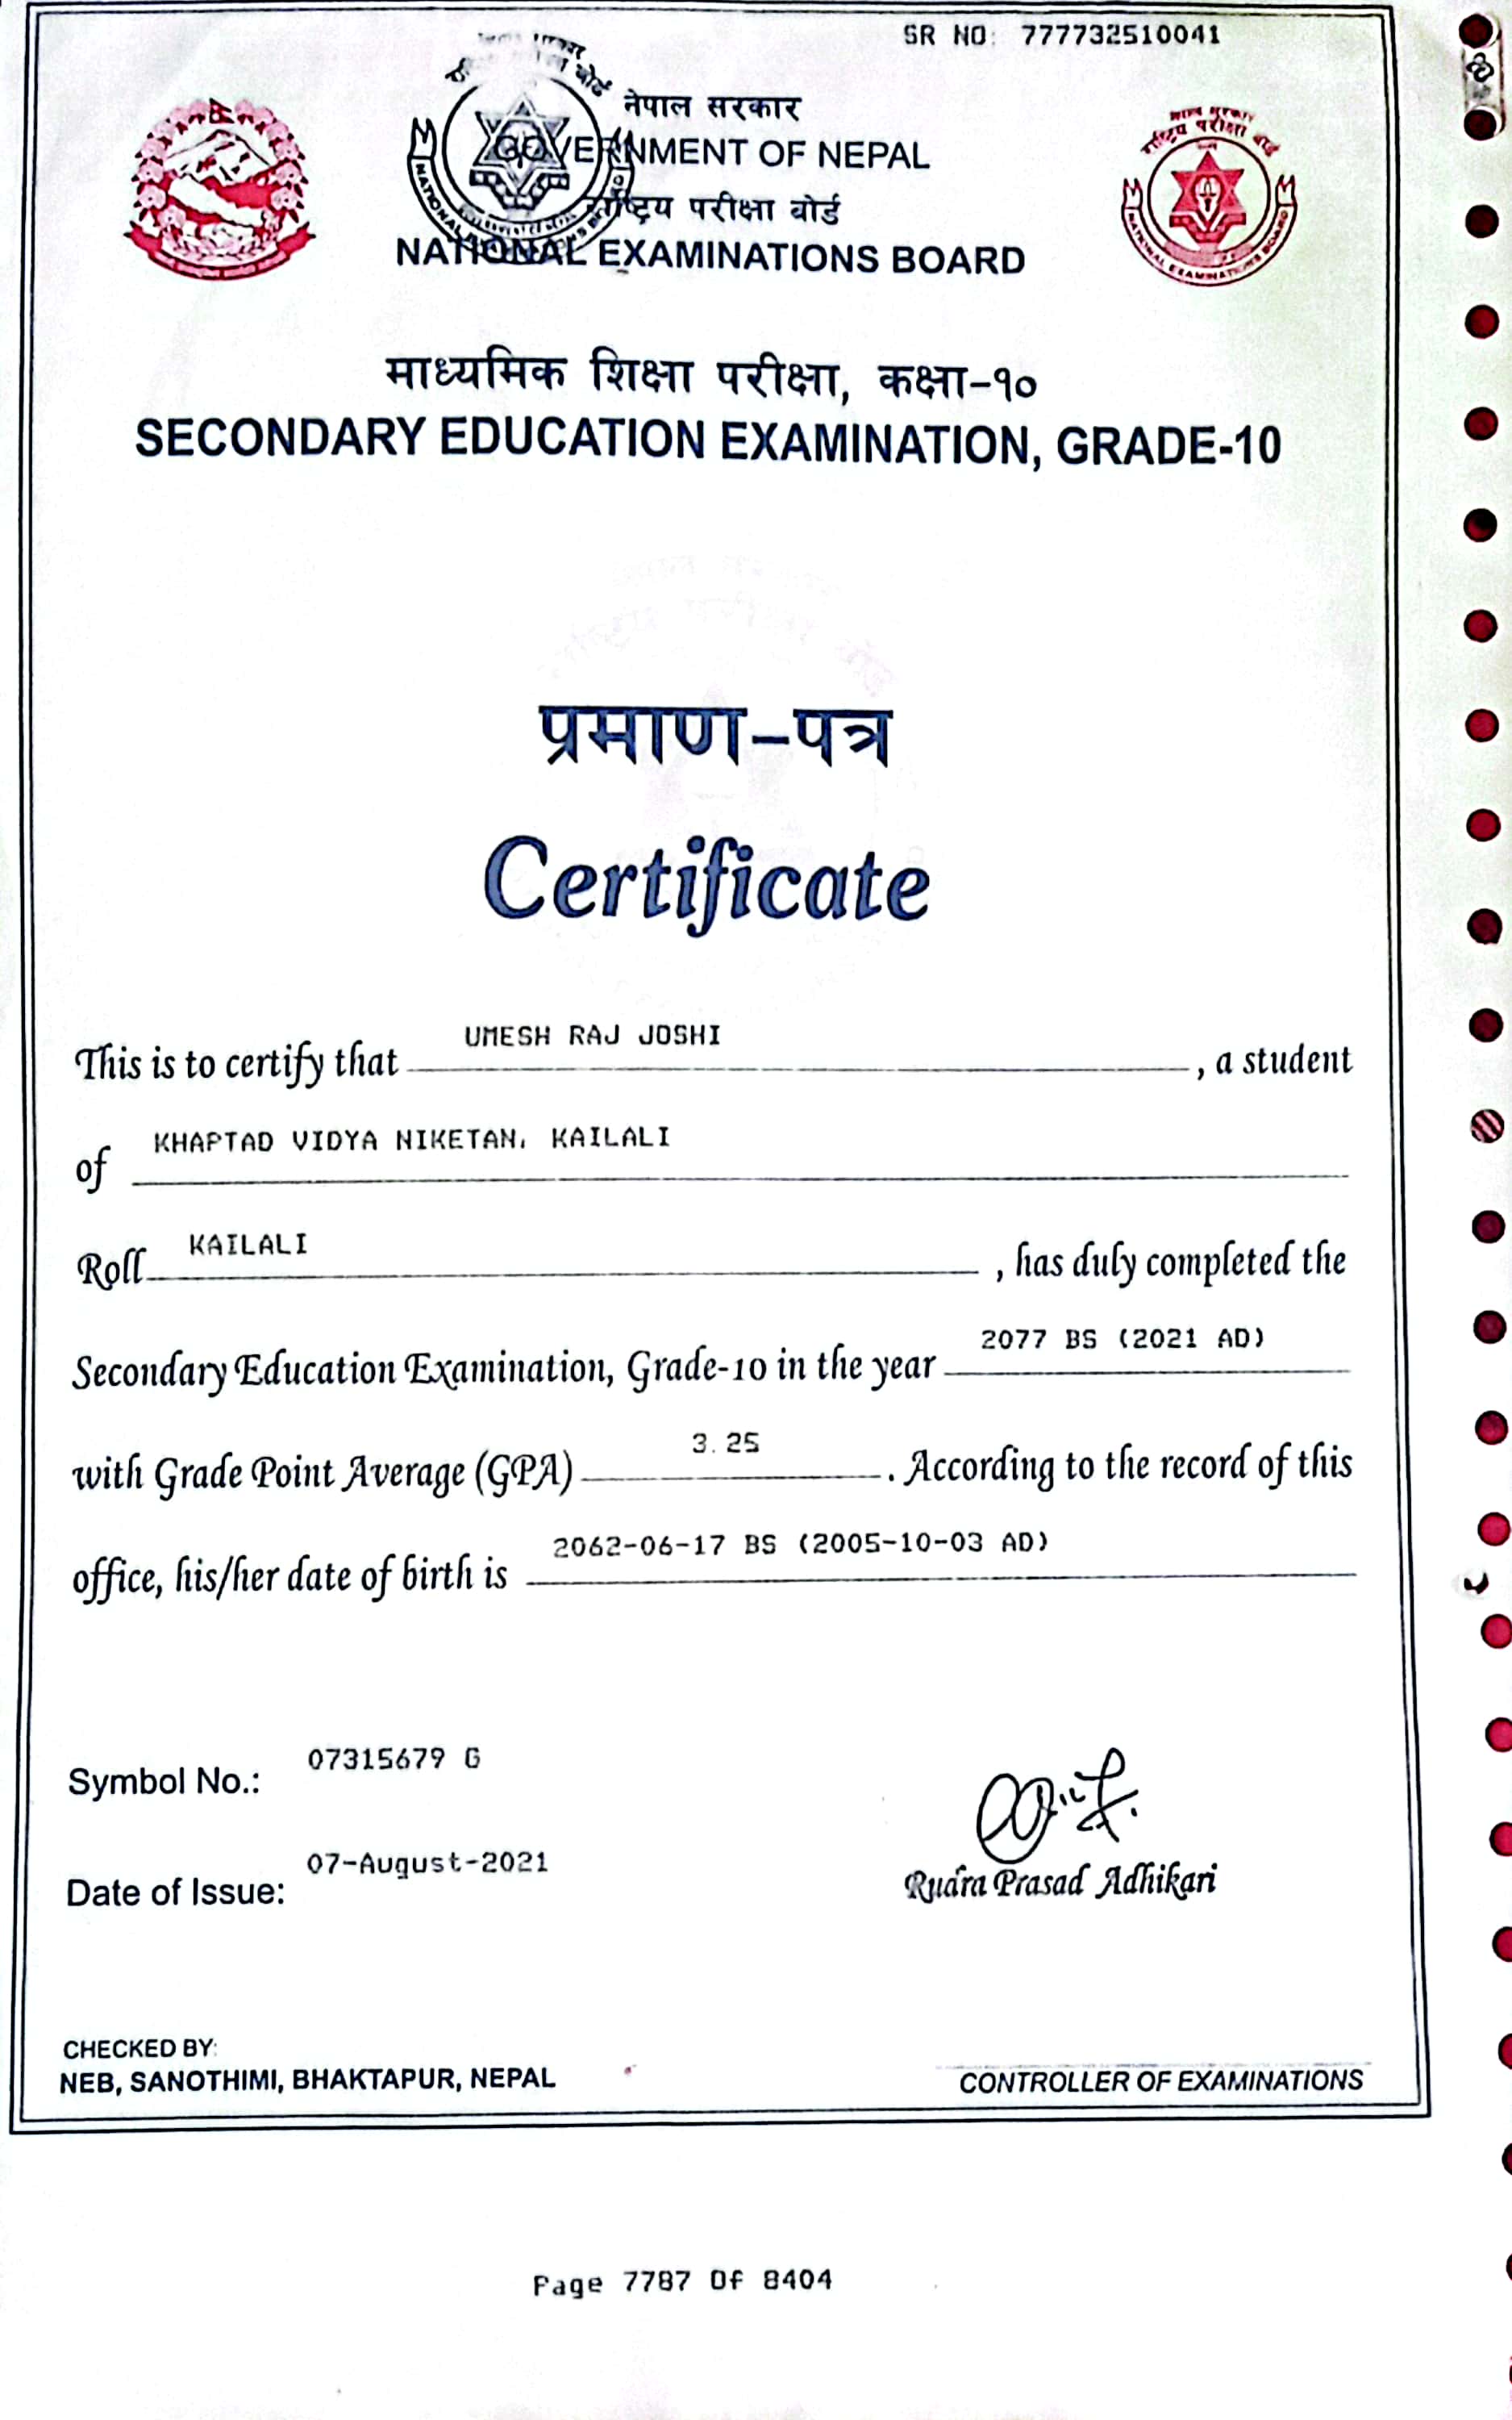 SR NO: 777732510041
नेपाल सरकार
GOVERNMENT OF NEPAL
राष्ट्रिय परीक्षा बोर्ड
NATIONAL EXAMINATIONS BOARD
माध्यमिक शिक्षा परीक्षा, कक्षा-१०
SECONDARY EDUCATION EXAMINATION, GRADE-10
प्रमाण-पत्र
Certificate
This is to certify that UMESH RAJ JOSHI, a student
of KHAPTAD VIDYA NIKETAN, KAILALI
Roll KAILALI, has duly completed the
Secondary Education Examination, Grade-10 in the year 2077 BS (2021 AD)
with Grade Point Average (GPA) 3.25. According to the record of this
office, his/her date of birth is 2062-06-17 BS (2005-10-03 AD)
Symbol No.: 07315679 G
Date of Issue: 07-August-2021
Rudra Prasad Adhikari
CHECKED BY:
NEB, SANOTHIMI, BHAKTAPUR, NEPAL
CONTROLLER OF EXAMINATIONS
Page 7787 Of 8404